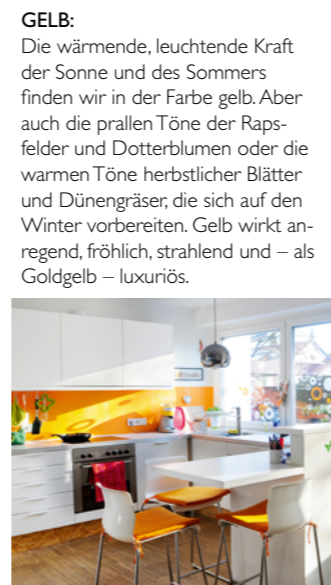 GELB:
Die wärmende, leuchtende Kraft
der Sonne und des Sommers
finden wir in der Farbe gelb. Aber
auch die prallen Töne der Raps-
felder und Dotterblumen oder die
warmen Töne herbstlicher Blätter
und Dünengräser, die sich auf den
Winter vorbereiten. Gelb wirkt an-
regend, fröhlich, strahlend und – als
Goldgelb – luxuriös.